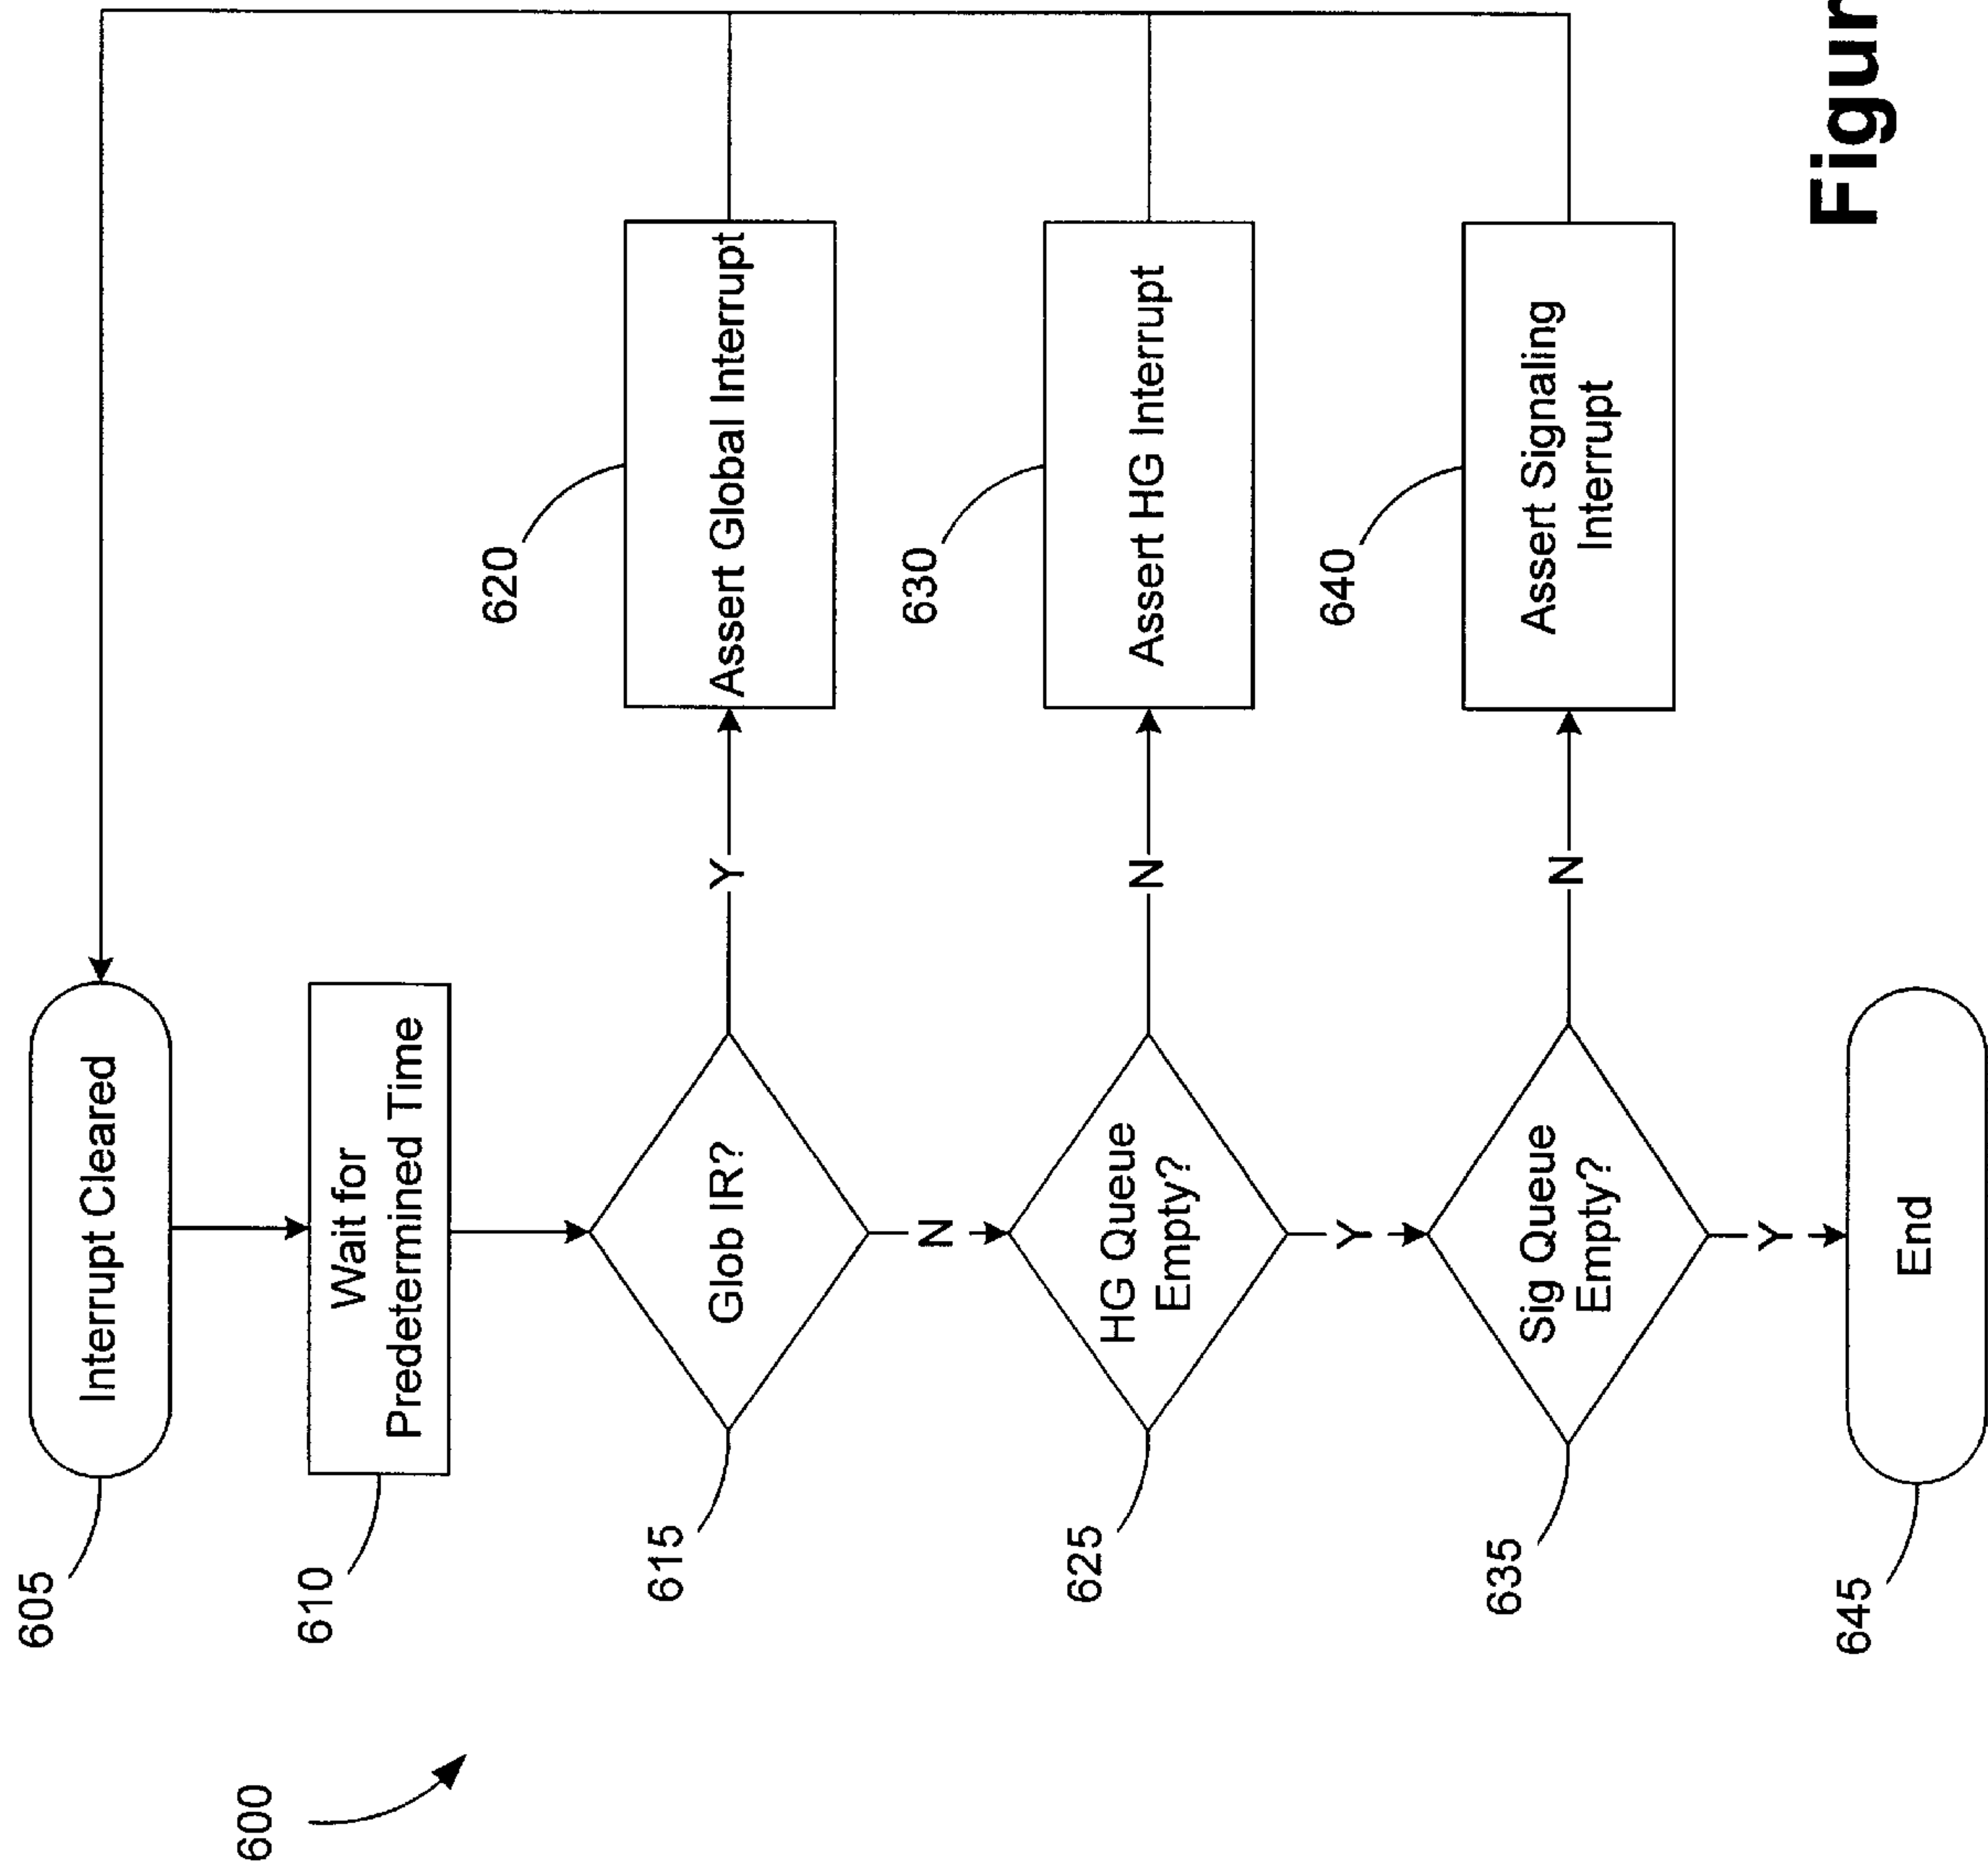 600
605
Interrupt Cleared
610
Wait for
Predetermined Time
615
Glob IR?
Y
620
Assert Global Interrupt
N
625
HG Queue
Empty?
N
630
Assert HG Interrupt
Y
635
Sig Queue
Empty?
N
640
Assert Signaling
Interrupt
Y
645
End
Figur